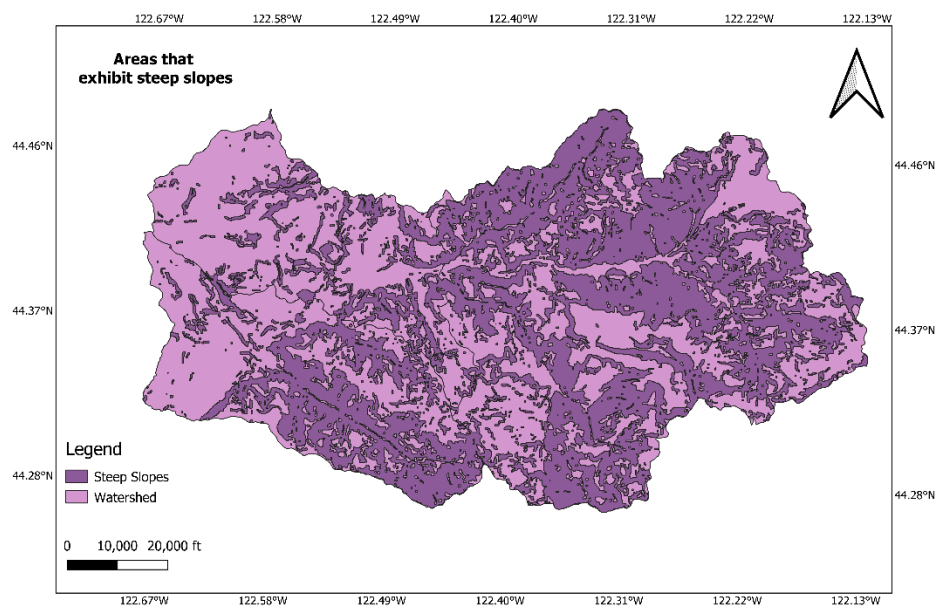 122.67°W 122.58°W 122.49°W 122.40°W 122.31°W 122.22°W 122.13°W
Areas that
exhibit steep slopes
44.46°N 44.46°N
44.37°N 44.37°N
Legend
Steep Slopes
Watershed
44.28°N 44.28°N
0 10,000 20,000 ft
122.67°W 122.58°W 122.49°W 122.40°W 122.31°W 122.22°W 122.13°W